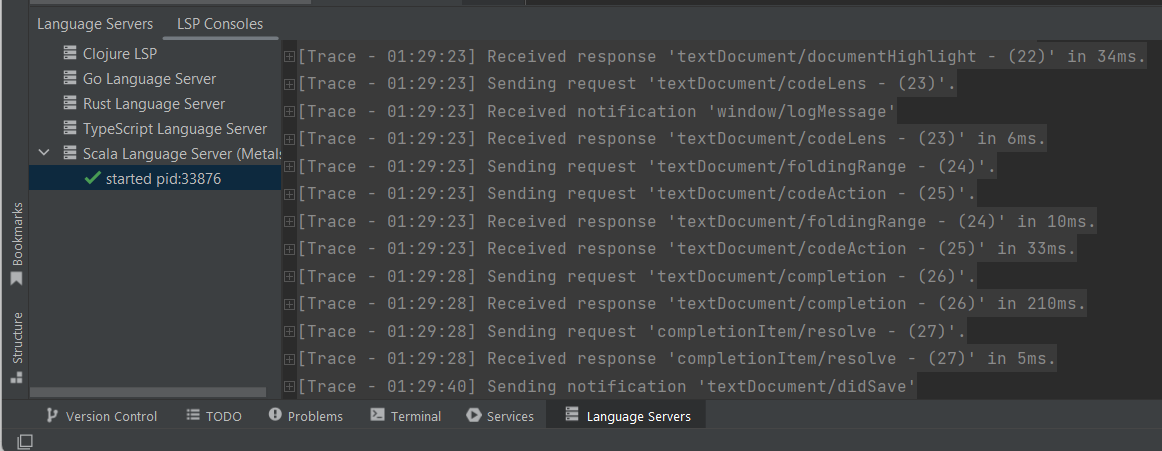 Language Servers LSP Consoles
Clojure LSP
Go Language Server
Rust Language Server
TypeScript Language Server
Scala Language Server (Metals
started pid:33876
[Trace - 01:29:23] Received response 'textDocument/documentHighlight - (22)' in 34ms.
[Trace - 01:29:23] Sending request 'textDocument/codeLens - (23)'.
[Trace - 01:29:23] Received notification 'window/logMessage'
[Trace - 01:29:23] Received response 'textDocument/codeLens - (23)' in 6ms.
[Trace - 01:29:23] Sending request 'textDocument/foldingRange - (24)'.
[Trace - 01:29:23] Sending request 'textDocument/codeAction - (25)'.
[Trace - 01:29:23] Received response 'textDocument/foldingRange - (24)' in 10ms.
[Trace - 01:29:23] Received response 'textDocument/codeAction - (25)' in 33ms.
[Trace - 01:29:28] Sending request 'textDocument/completion - (26)'.
[Trace - 01:29:28] Received response 'textDocument/completion - (26)' in 210ms.
[Trace - 01:29:28] Sending request 'completionItem/resolve - (27)'.
[Trace - 01:29:28] Received response 'completionItem/resolve - (27)' in 5ms.
[Trace - 01:29:40] Sending notification 'textDocument/didSave'
Bookmarks
Structure
Version Control TODO Problems Terminal Services Language Servers